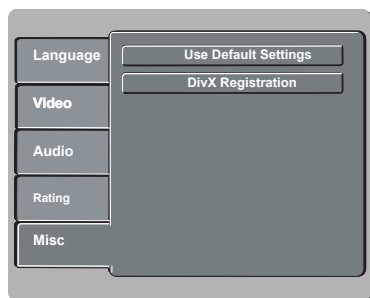 Language
Video
Audio
Rating
Misc
Use Default Settings
DivX Registration